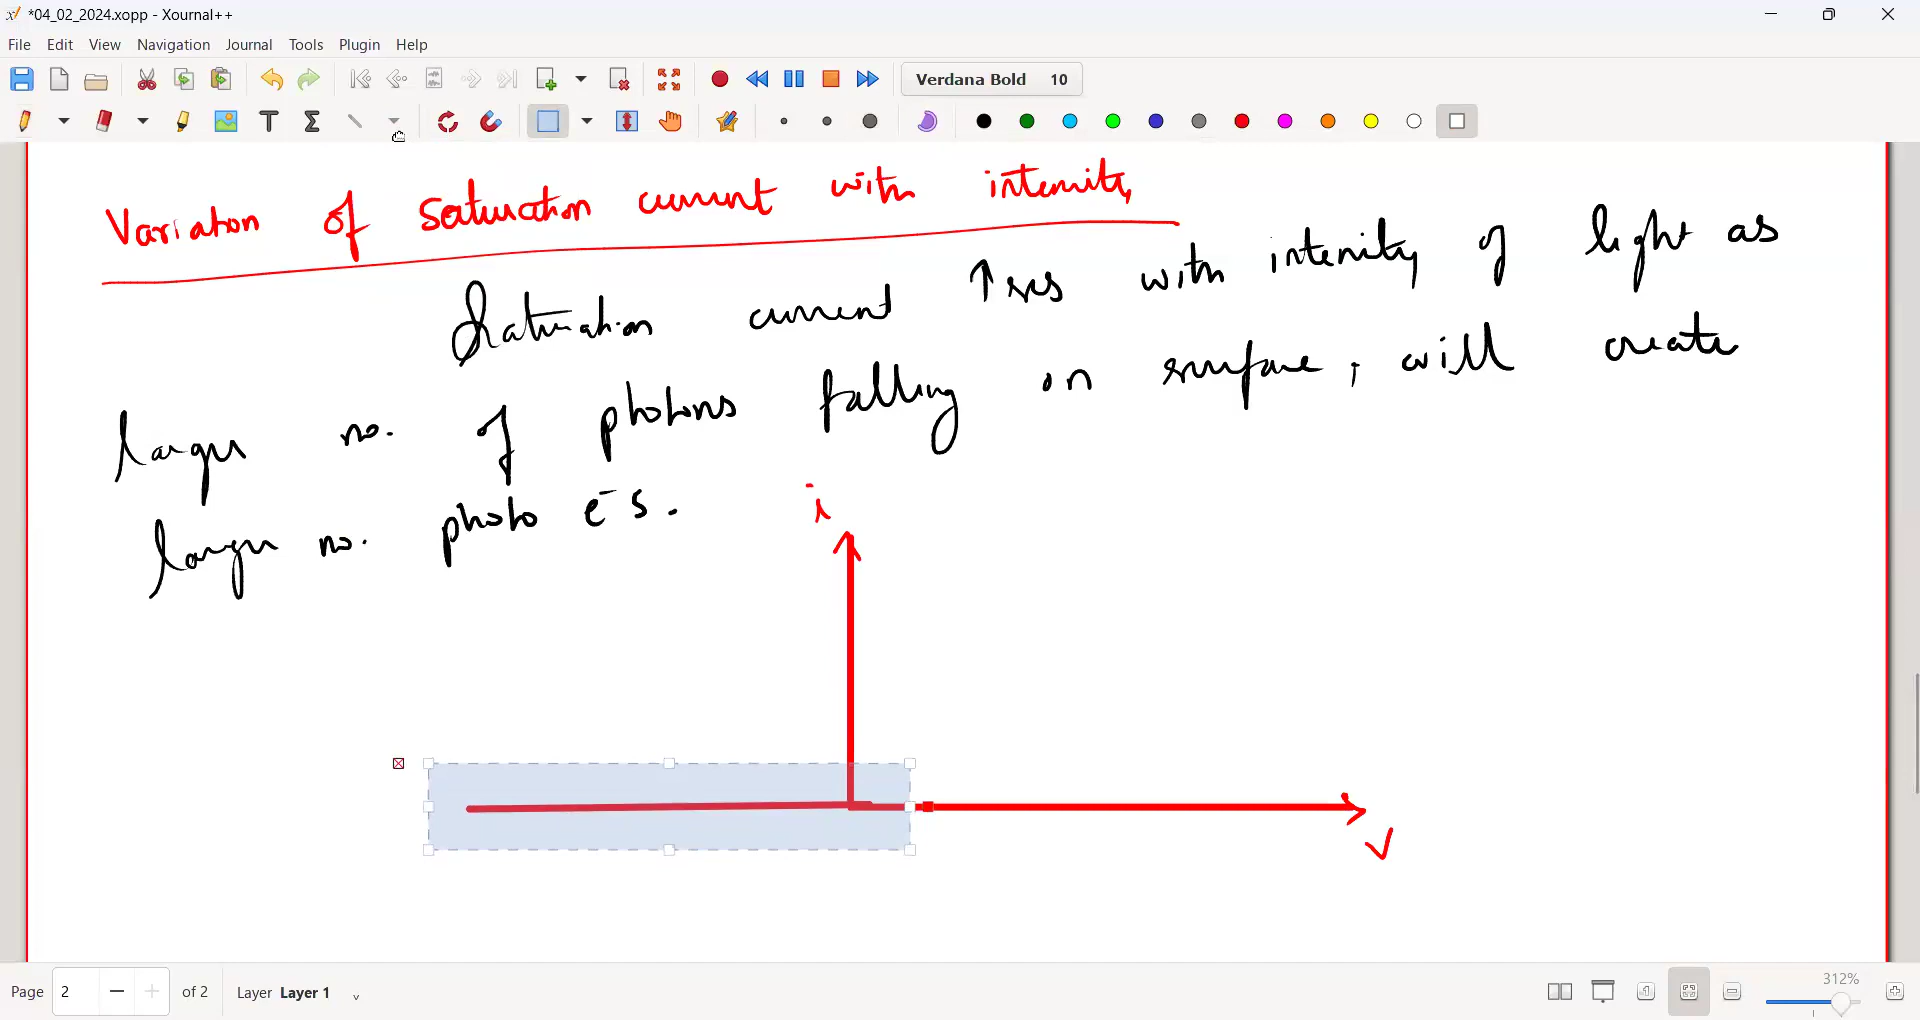 *04_02_2024.xopp - Xournal++
File Edit View Navigation Journal Tools Plugin Help
Verdana Bold 10
Variation of saturation current with intensity
Saturation current ↑ses with intensity of light as
larger no. of photons falling on surface, will create
larger no. photo e⁻s.
i
V
Page 2 of 2 Layer Layer 1 312%